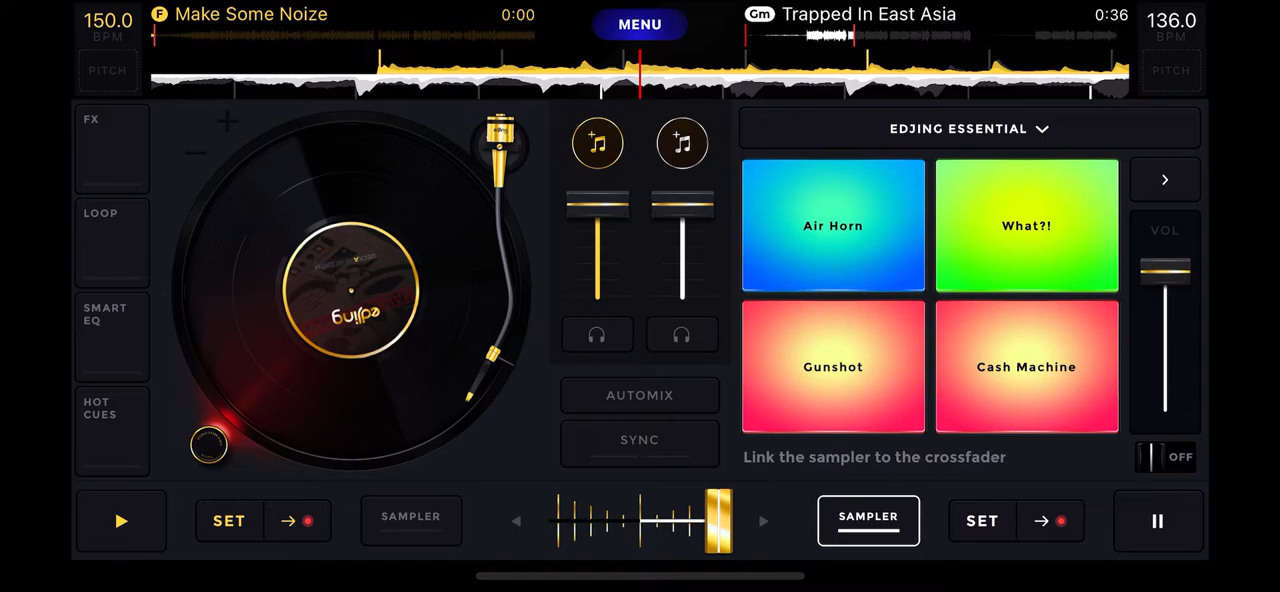 150.0
BPM
PITCH
F Make Some Noize 0:00
MENU
Gm Trapped In East Asia 0:36
136.0
BPM
PITCH
FX
LOOP
SMART
EQ
HOT
CUES
edjing
edjing
AUTOMIX
SYNC
EDJING ESSENTIAL
Air Horn
What?!
Gunshot
Cash Machine
VOL
Link the sampler to the crossfader
OFF
SET
SAMPLER
SAMPLER
SET